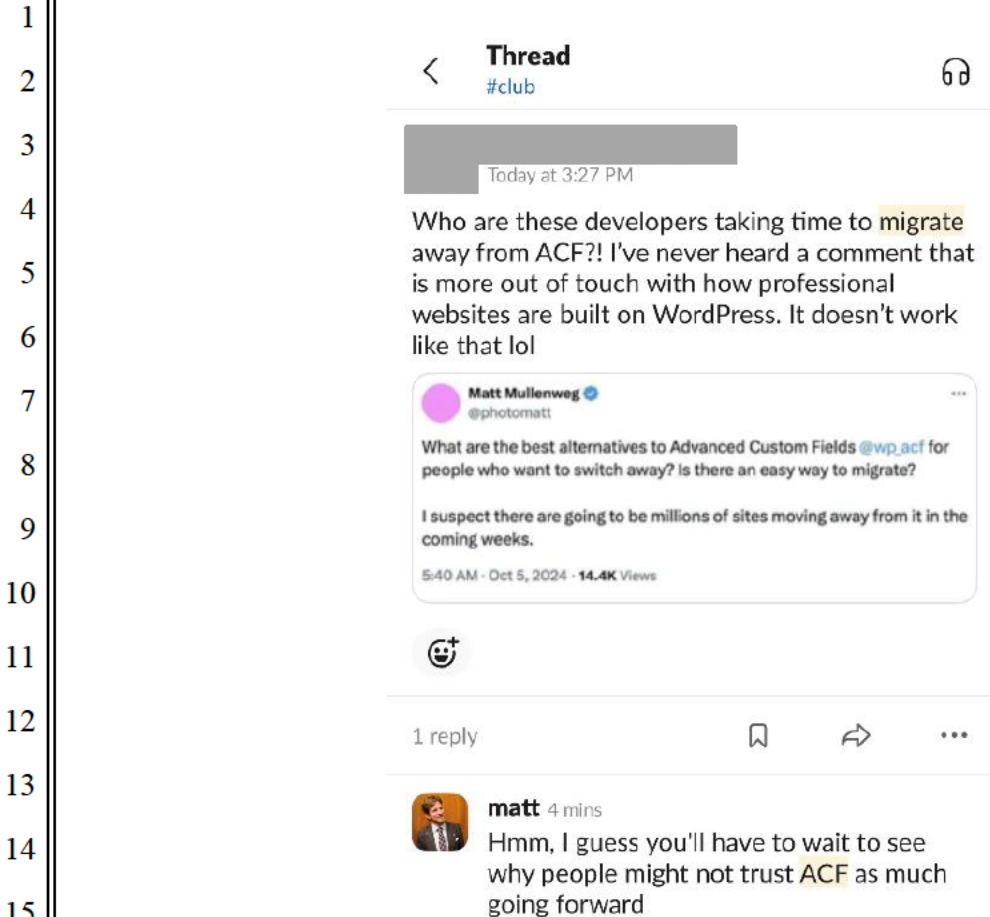 1
2
3
4
5
6
7
8
9
10
11
12
13
14
15
Thread
#club
Today at 3:27 PM
Who are these developers taking time to migrate
away from ACF?! I've never heard a comment that
is more out of touch with how professional
websites are built on WordPress. It doesn't work
like that lol
Matt Mullenweg
@photomatt
What are the best alternatives to Advanced Custom Fields @wp_acf for
people who want to switch away? Is there an easy way to migrate?
I suspect there are going to be millions of sites moving away from it in the
coming weeks.
5:40 AM · Oct 5, 2024 · 14.4K Views
1 reply
matt 4 mins
Hmm, I guess you'll have to wait to see
why people might not trust ACF as much
going forward